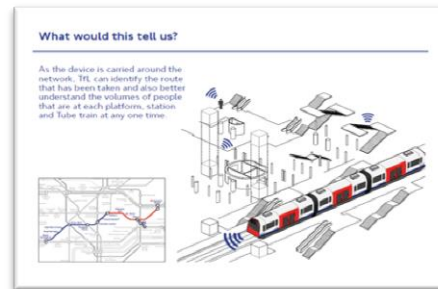 What would this tell us?
As the device is carried around the
network, TfL can identify the route
that has been taken and also better
understand the volumes of people
that are at each platform, station
and Tube train at any one time.